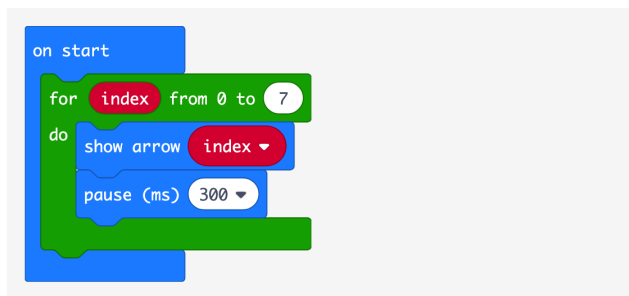 on start
for index from 0 to 7
do
show arrow index
pause (ms) 300